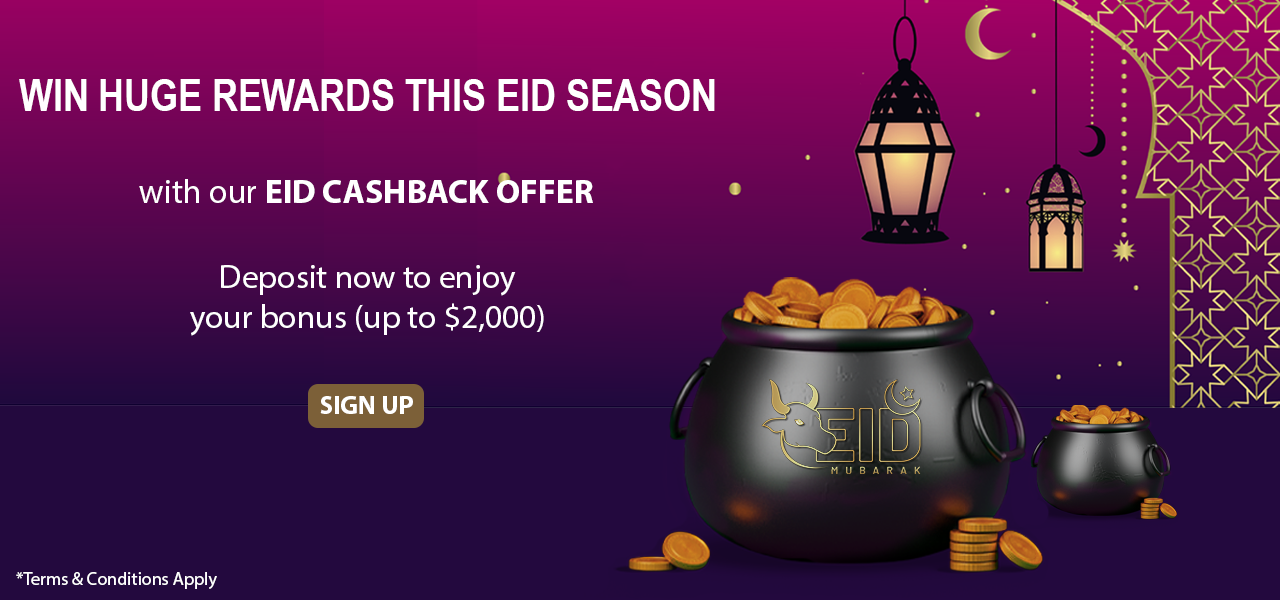 WIN HUGE REWARDS THIS EID SEASON
with our EID CASHBACK OFFER
Deposit now to enjoy
your bonus (up to $2,000)
SIGN UP
EID
MUBARAK
*Terms & Conditions Apply